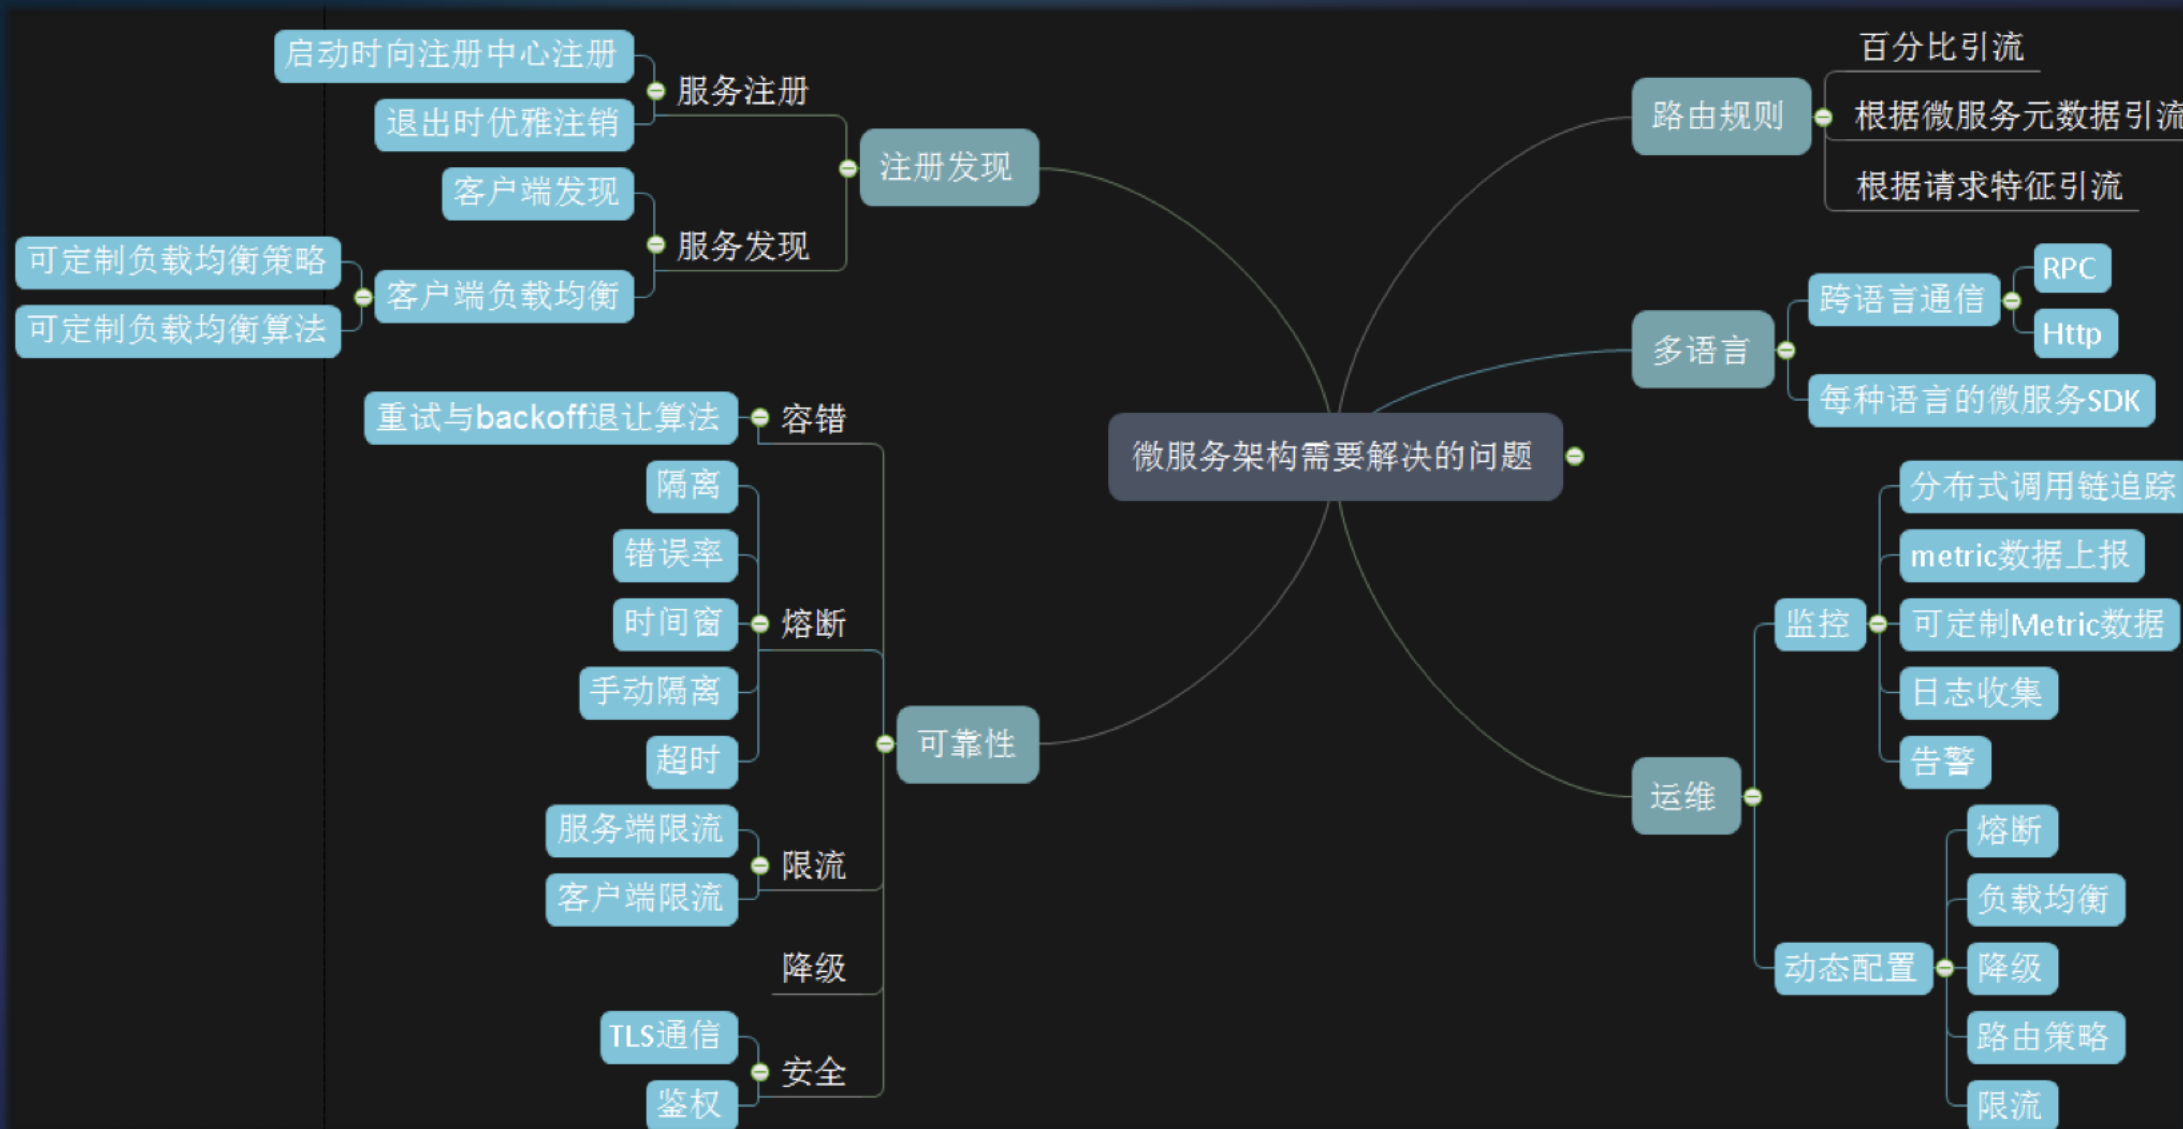 微服务架构需要解决的问题
注册发现
服务注册
启动时向注册中心注册
退出时优雅注销
服务发现
客户端发现
客户端负载均衡
可定制负载均衡策略
可定制负载均衡算法
可靠性
容错
重试与backoff退让算法
熔断
隔离
错误率
时间窗
手动隔离
超时
限流
服务端限流
客户端限流
降级
安全
TLS通信
鉴权
路由规则
百分比引流
根据微服务元数据引流
根据请求特征引流
多语言
跨语言通信
RPC
Http
每种语言的微服务SDK
运维
监控
分布式调用链追踪
metric数据上报
可定制Metric数据
日志收集
告警
动态配置
熔断
负载均衡
降级
路由策略
限流